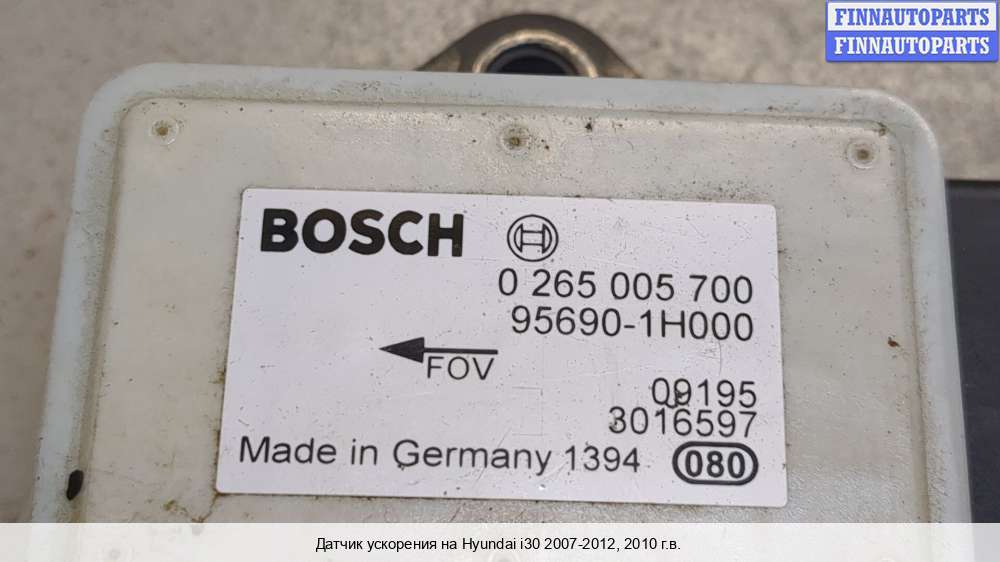 FINNAUTOPARTS
FINNAUTOPARTS
BOSCH
0 265 005 700
95690-1H000
FOV
09195
3016597
Made in Germany 1394 080
Датчик ускорения на Hyundai i30 2007-2012, 2010 г.в.